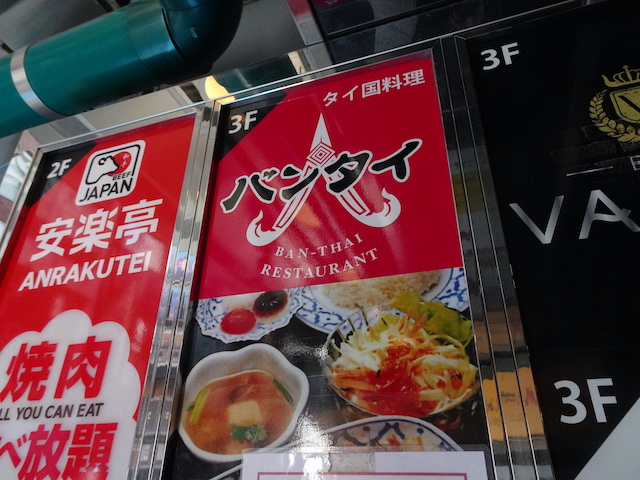 2F
BEEF
JAPAN
安楽亭
ANRAKUTEI
焼肉
LL YOU CAN EAT
べ放題
3F
タイ国料理
バンタイ
BAN-THAI
RESTAURANT
3F
VA
3F